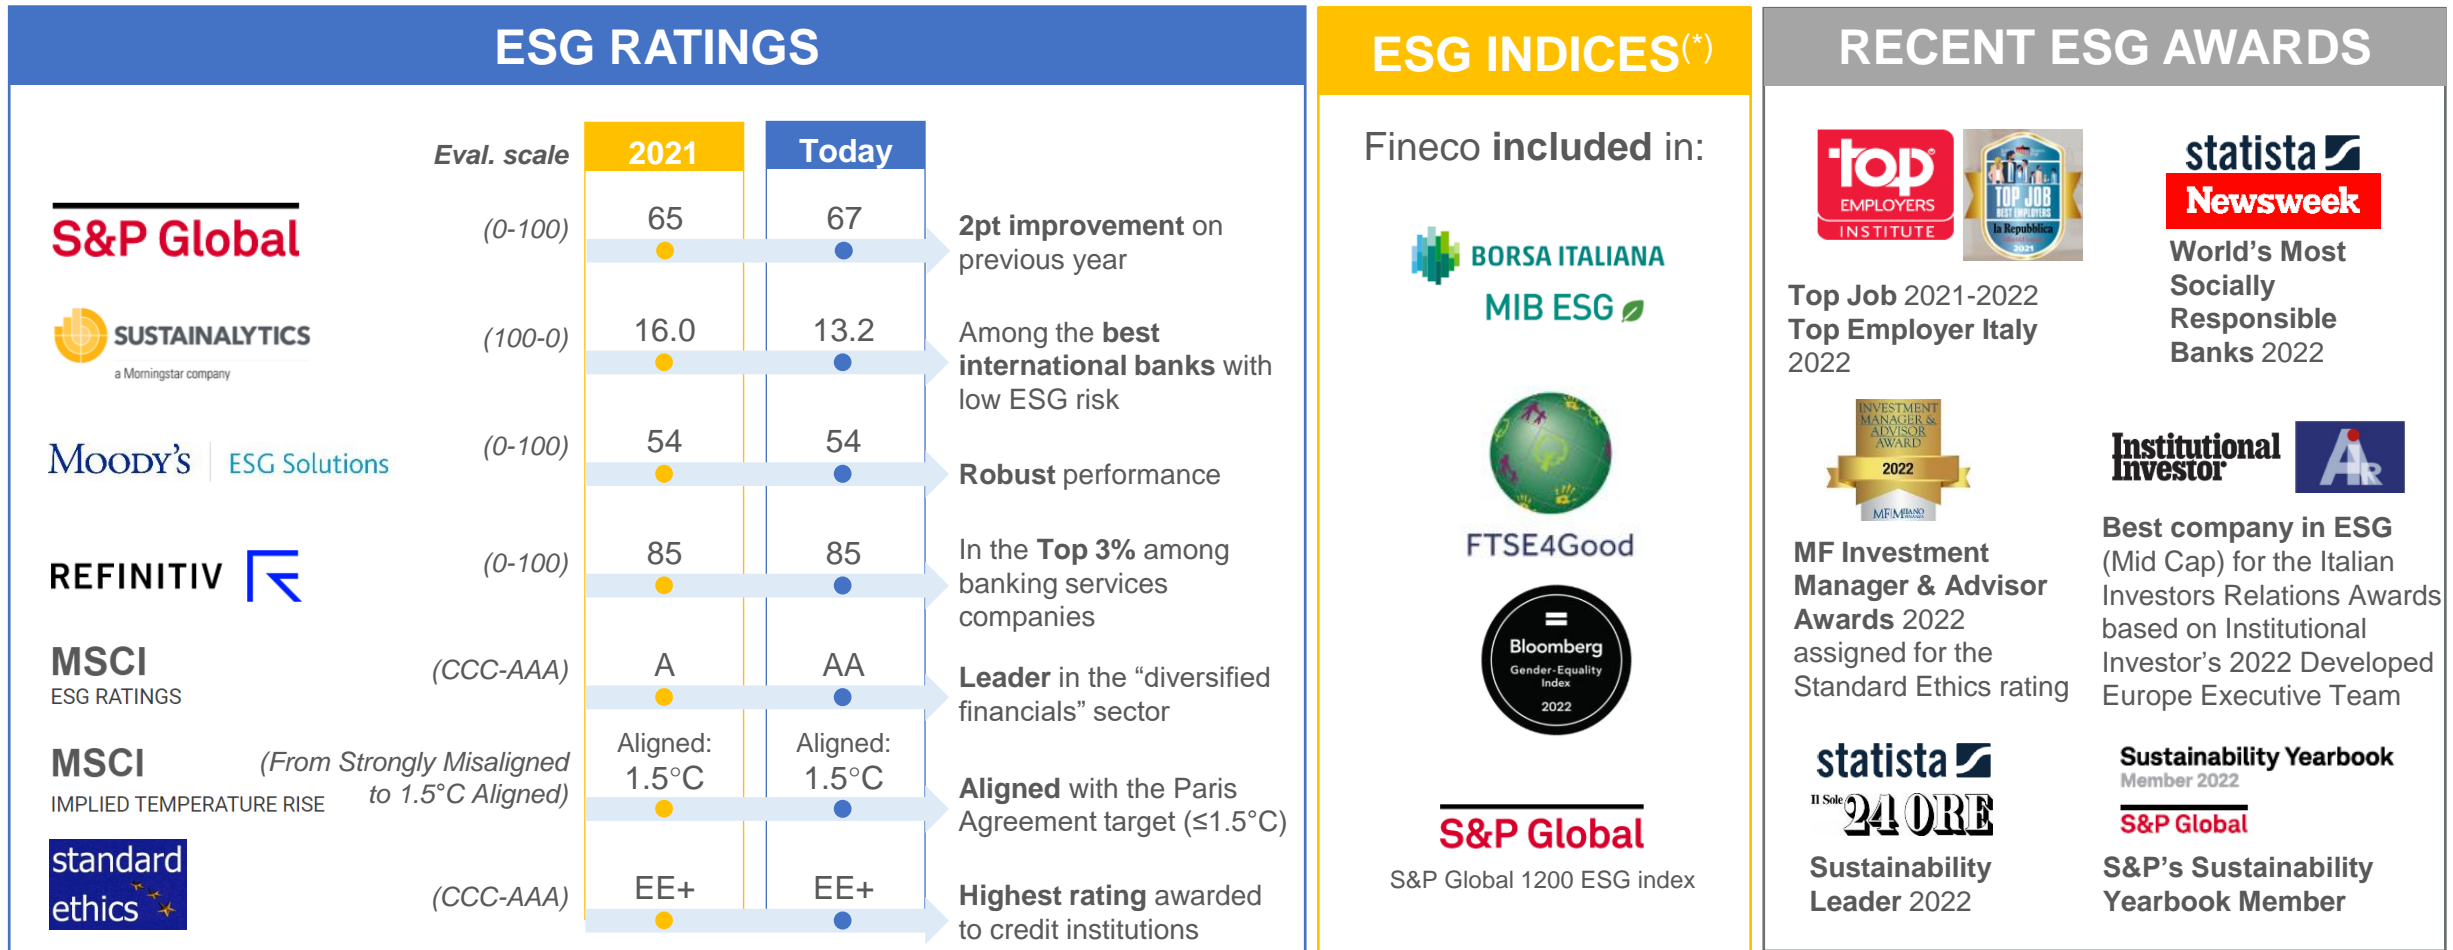 ESG RATINGS
Eval. scale
2021
Today
S&P Global
(0-100)
65
67
2pt improvement on
previous year
SUSTAINALYTICS
a Morningstar company
(100-0)
16.0
13.2
Among the best
international banks with
low ESG risk
MOODY'S
ESG Solutions
(0-100)
54
54
Robust performance
REFINITIV
(0-100)
85
85
In the Top 3% among
banking services
companies
MSCI
ESG RATINGS
(CCC-AAA)
A
AA
Leader in the “diversified
financials” sector
MSCI
IMPLIED TEMPERATURE RISE
(From Strongly Misaligned
to 1.5°C Aligned)
Aligned:
1.5°C
Aligned:
1.5°C
Aligned with the Paris
Agreement target (≤1.5°C)
standard
ethics
(CCC-AAA)
EE+
EE+
Highest rating awarded
to credit institutions
ESG INDICES(*)
Fineco included in:
BORSA ITALIANA
MIB ESG
FTSE4Good
Bloomberg
Gender-Equality
Index
2022
S&P Global
S&P Global 1200 ESG index
RECENT ESG AWARDS
top
EMPLOYERS
INSTITUTE
TOP JOB
BEST EMPLOYERS
la Repubblica
2021
Top Job 2021-2022
Top Employer Italy
2022
statista
Newsweek
World’s Most
Socially
Responsible
Banks 2022
INVESTMENT
MANAGER &
ADVISOR
AWARD
2022
MF MILANO
FINANZA
MF Investment
Manager & Advisor
Awards 2022
assigned for the
Standard Ethics rating
Institutional
Investor
AIR
Best company in ESG
(Mid Cap) for the Italian
Investors Relations Awards
based on Institutional
Investor’s 2022 Developed
Europe Executive Team
statista
Il Sole
24 ORE
Sustainability
Leader 2022
Sustainability Yearbook
Member 2022
S&P Global
S&P’s Sustainability
Yearbook Member